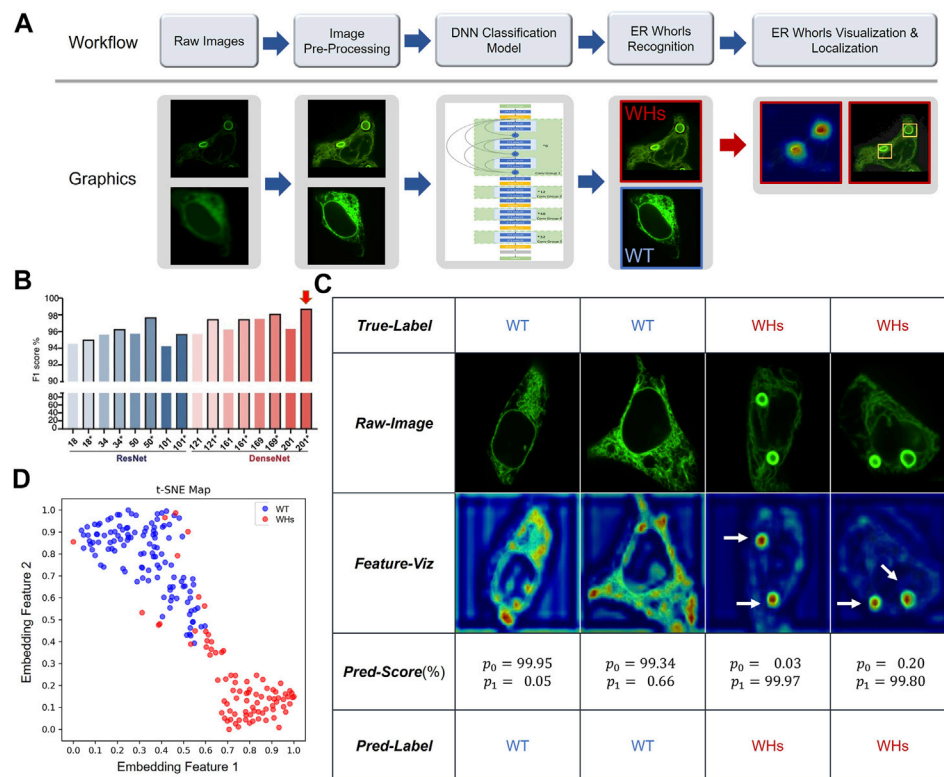 A
Workflow
Raw Images
Image
Pre-Processing
DNN Classification
Model
ER Whorls
Recognition
ER Whorls Visualization &
Localization
Graphics
WHs
WT
B
F1 score %
100
98
96
94
92
90
80
60
40
20
0
18
18*
34
34*
50
50*
101
101*
121
121*
161
161*
169
169*
201
201*
ResNet
DenseNet
C
True-Label
WT
WT
WHs
WHs
Raw-Image
Feature-Viz
Pred-Score(%)
p₀ = 99.95
p₁ = 0.05
p₀ = 99.34
p₁ = 0.66
p₀ = 0.03
p₁ = 99.97
p₀ = 0.20
p₁ = 99.80
Pred-Label
WT
WT
WHs
WHs
D
t-SNE Map
WT
WHs
Embedding Feature 2
1.0
0.9
0.8
0.7
0.6
0.5
0.4
0.3
0.2
0.1
0.0
0.0 0.1 0.2 0.3 0.4 0.5 0.6 0.7 0.8 0.9 1.0
Embedding Feature 1